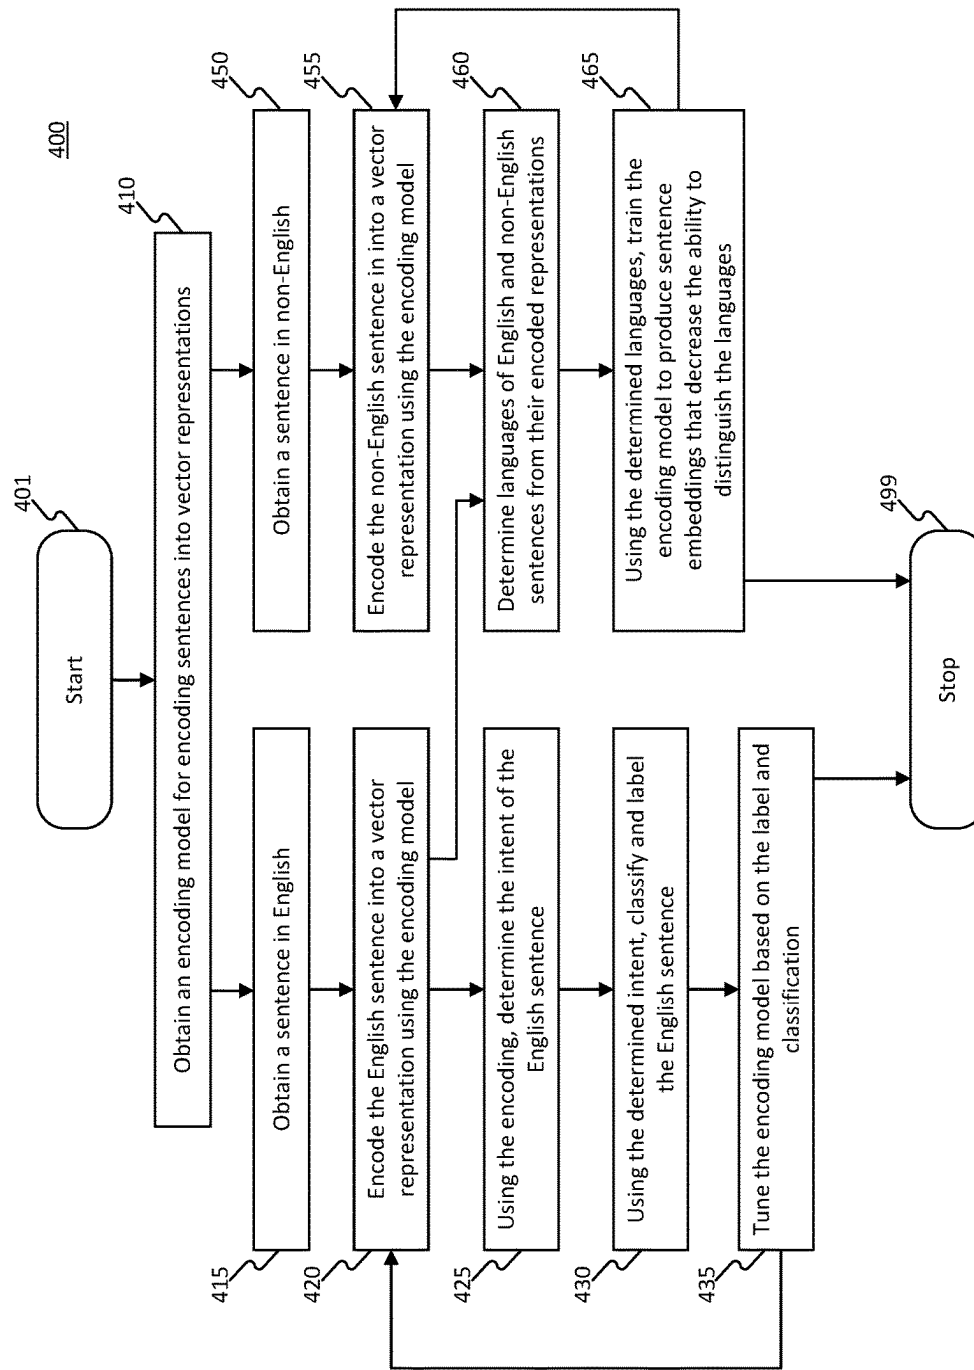 400
Start
401
Obtain an encoding model for encoding sentences into vector representations
410
Obtain a sentence in English
415
Encode the English sentence into a vector
representation using the encoding model
420
Using the encoding, determine the intent of the
English sentence
425
Using the determined intent, classify and label
the English sentence
430
Tune the encoding model based on the label and
classification
435
Obtain a sentence in non-English
450
Encode the non-English sentence in into a vector
representation using the encoding model
455
Determine languages of English and non-English
sentences from their encoded representations
460
Using the determined languages, train the
encoding model to produce sentence
embeddings that decrease the ability to
distinguish the languages
465
Stop
499